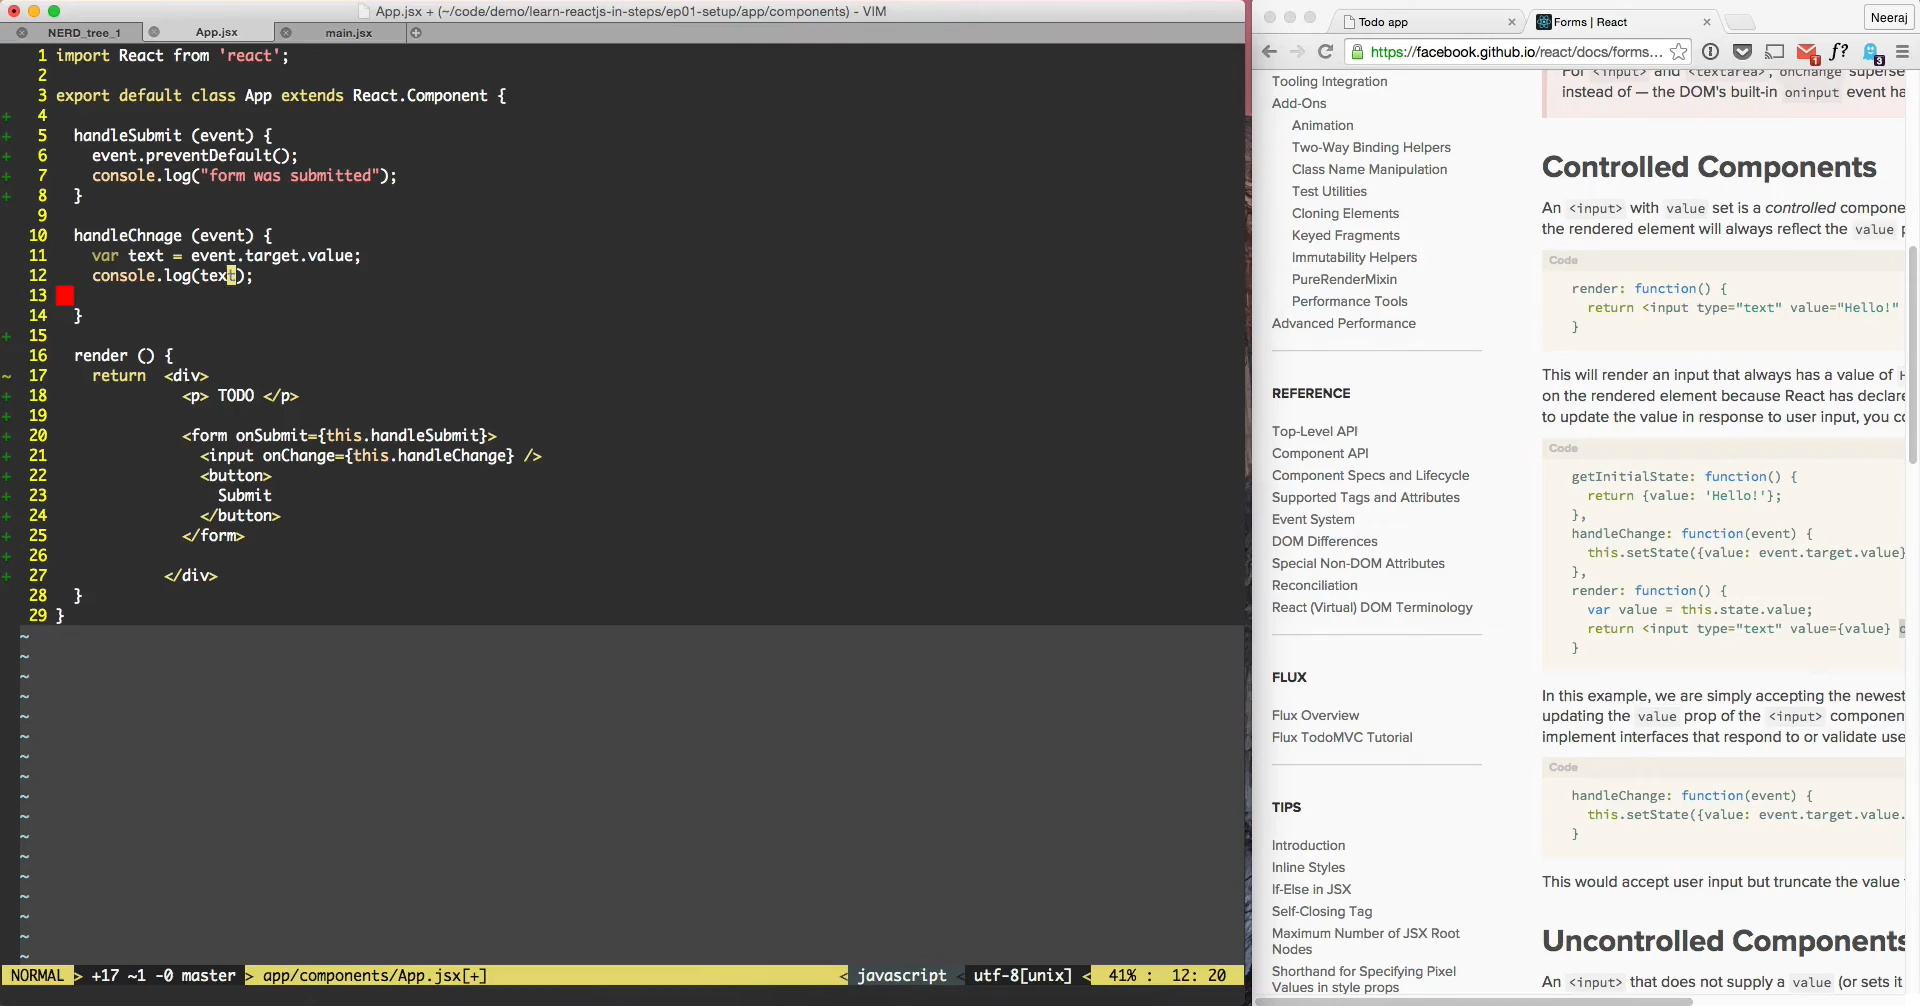 App.jsx + (~/code/demo/learn-reactjs-in-steps/ep01-setup/app/components) - VIM
NERD_tree_1
App.jsx
main.jsx
1 import React from 'react';
2
3 export default class App extends React.Component {
4
5 handleSubmit (event) {
6 event.preventDefault();
7 console.log("form was submitted");
8 }
9
10 handleChnage (event) {
11 var text = event.target.value;
12 console.log(text);
13
14 }
15
16 render () {
17 return <div>
18 <p> TODO </p>
19
20 <form onSubmit={this.handleSubmit}>
21 <input onChange={this.handleChange} />
22 <button>
23 Submit
24 </button>
25 </form>
26
27 </div>
28 }
29 }
NORMAL > +17 ~1 -0 master > app/components/App.jsx[+] < javascript < utf-8[unix] < 41% : 12: 20
Todo app
Forms | React
Neeraj
https://facebook.github.io/react/docs/forms...
f?
1
3
Tooling Integration
Add-Ons
Animation
Two-Way Binding Helpers
Class Name Manipulation
Test Utilities
Cloning Elements
Keyed Fragments
Immutability Helpers
PureRenderMixin
Performance Tools
Advanced Performance
REFERENCE
Top-Level API
Component API
Component Specs and Lifecycle
Supported Tags and Attributes
Event System
DOM Differences
Special Non-DOM Attributes
Reconciliation
React (Virtual) DOM Terminology
FLUX
Flux Overview
Flux TodoMVC Tutorial
TIPS
Introduction
Inline Styles
If-Else in JSX
Self-Closing Tag
Maximum Number of JSX Root
Nodes
Shorthand for Specifying Pixel
Values in style props
For <input> and <textarea>, onChange superse
instead of — the DOM's built-in oninput event ha
Controlled Components
An <input> with value set is a controlled compone
the rendered element will always reflect the value p
Code
render: function() {
return <input type="text" value="Hello!"
}
This will render an input that always has a value of
on the rendered element because React has declare
to update the value in response to user input, you co
Code
getInitialState: function() {
return {value: 'Hello!'};
},
handleChange: function(event) {
this.setState({value: event.target.value}
},
render: function() {
var value = this.state.value;
return <input type="text" value={value}
}
In this example, we are simply accepting the newest
updating the value prop of the <input> componen
implement interfaces that respond to or validate use
Code
handleChange: function(event) {
this.setState({value: event.target.value.
}
This would accept user input but truncate the value
Uncontrolled Components
An <input> that does not supply a value (or sets it